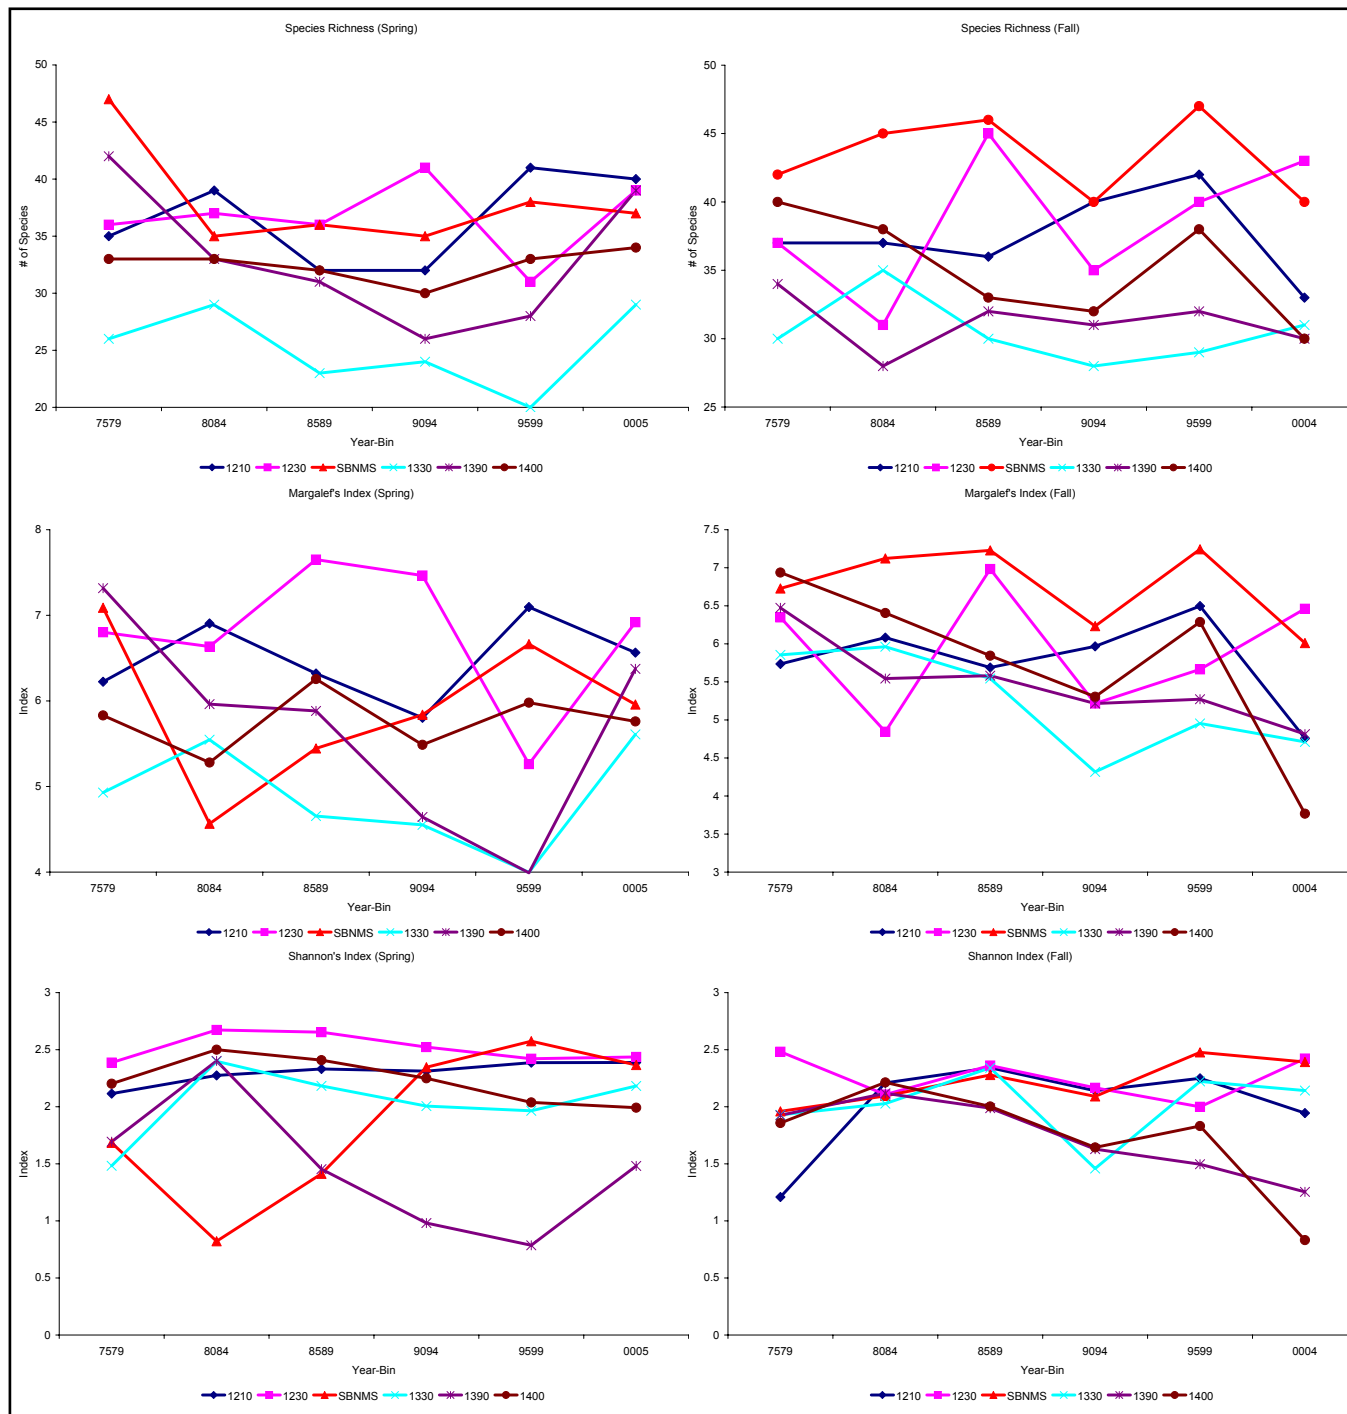 Species Richness (Spring)
50
45
40
35
30
25
20
# of Species
7579 8084 8589 9094 9599 0005
Year-Bin
1210 1230 SBNMS 1330 1390 1400
Species Richness (Fall)
50
45
40
35
30
25
# of Species
7579 8084 8589 9094 9599 0004
Year-Bin
1210 1230 SBNMS 1330 1390 1400
Margalef's Index (Spring)
8
7
6
5
4
Index
7579 8084 8589 9094 9599 0005
Year-Bin
1210 1230 SBNMS 1330 1390 1400
Margalef's Index (Fall)
7.5
7
6.5
6
5.5
5
4.5
4
3.5
3
Index
7579 8084 8589 9094 9599 0004
Year-Bin
1210 1230 SBNMS 1330 1390 1400
Shannon's Index (Spring)
3
2.5
2
1.5
1
0.5
0
Index
7579 8084 8589 9094 9599 0005
Year-Bin
1210 1230 SBNMS 1330 1390 1400
Shannon Index (Fall)
3
2.5
2
1.5
1
0.5
0
Index
7579 8084 8589 9094 9599 0004
Year-Bin
1210 1230 SBNMS 1330 1390 1400